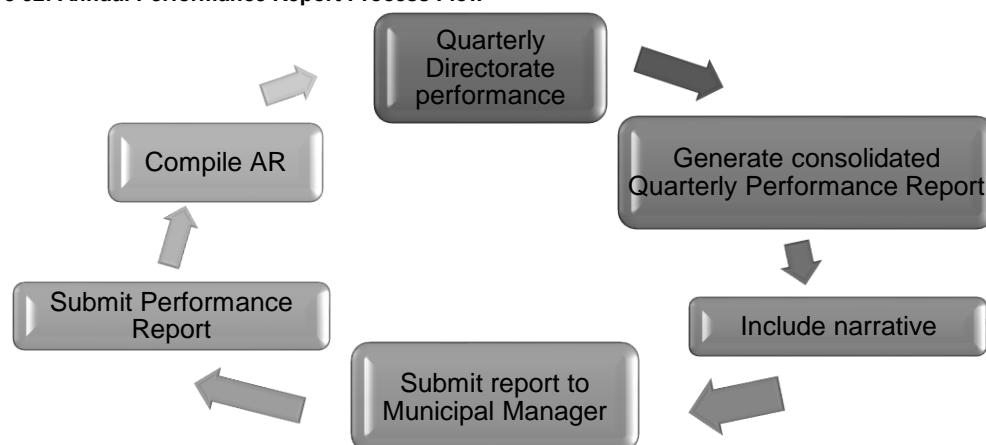 Annual Performance Report Process Flow
Quarterly
Directorate
performance
Generate consolidated
Quarterly Performance Report
Include narrative
Submit report to
Municipal Manager
Submit Performance
Report
Compile AR